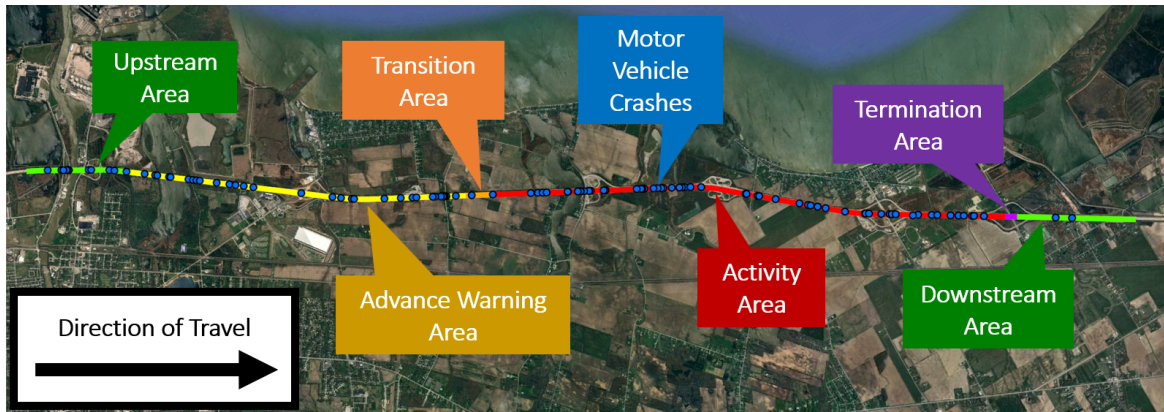 Upstream
Area
Transition
Area
Motor
Vehicle
Crashes
Termination
Area
Advance Warning
Area
Activity
Area
Downstream
Area
Direction of Travel